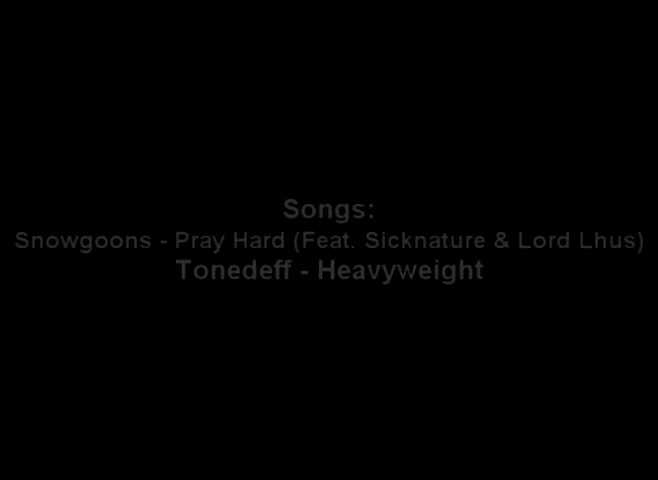 Songs:
Snowgoons - Pray Hard (Feat. Sicknature & Lord Lhus)
Tonedeff - Heavyweight